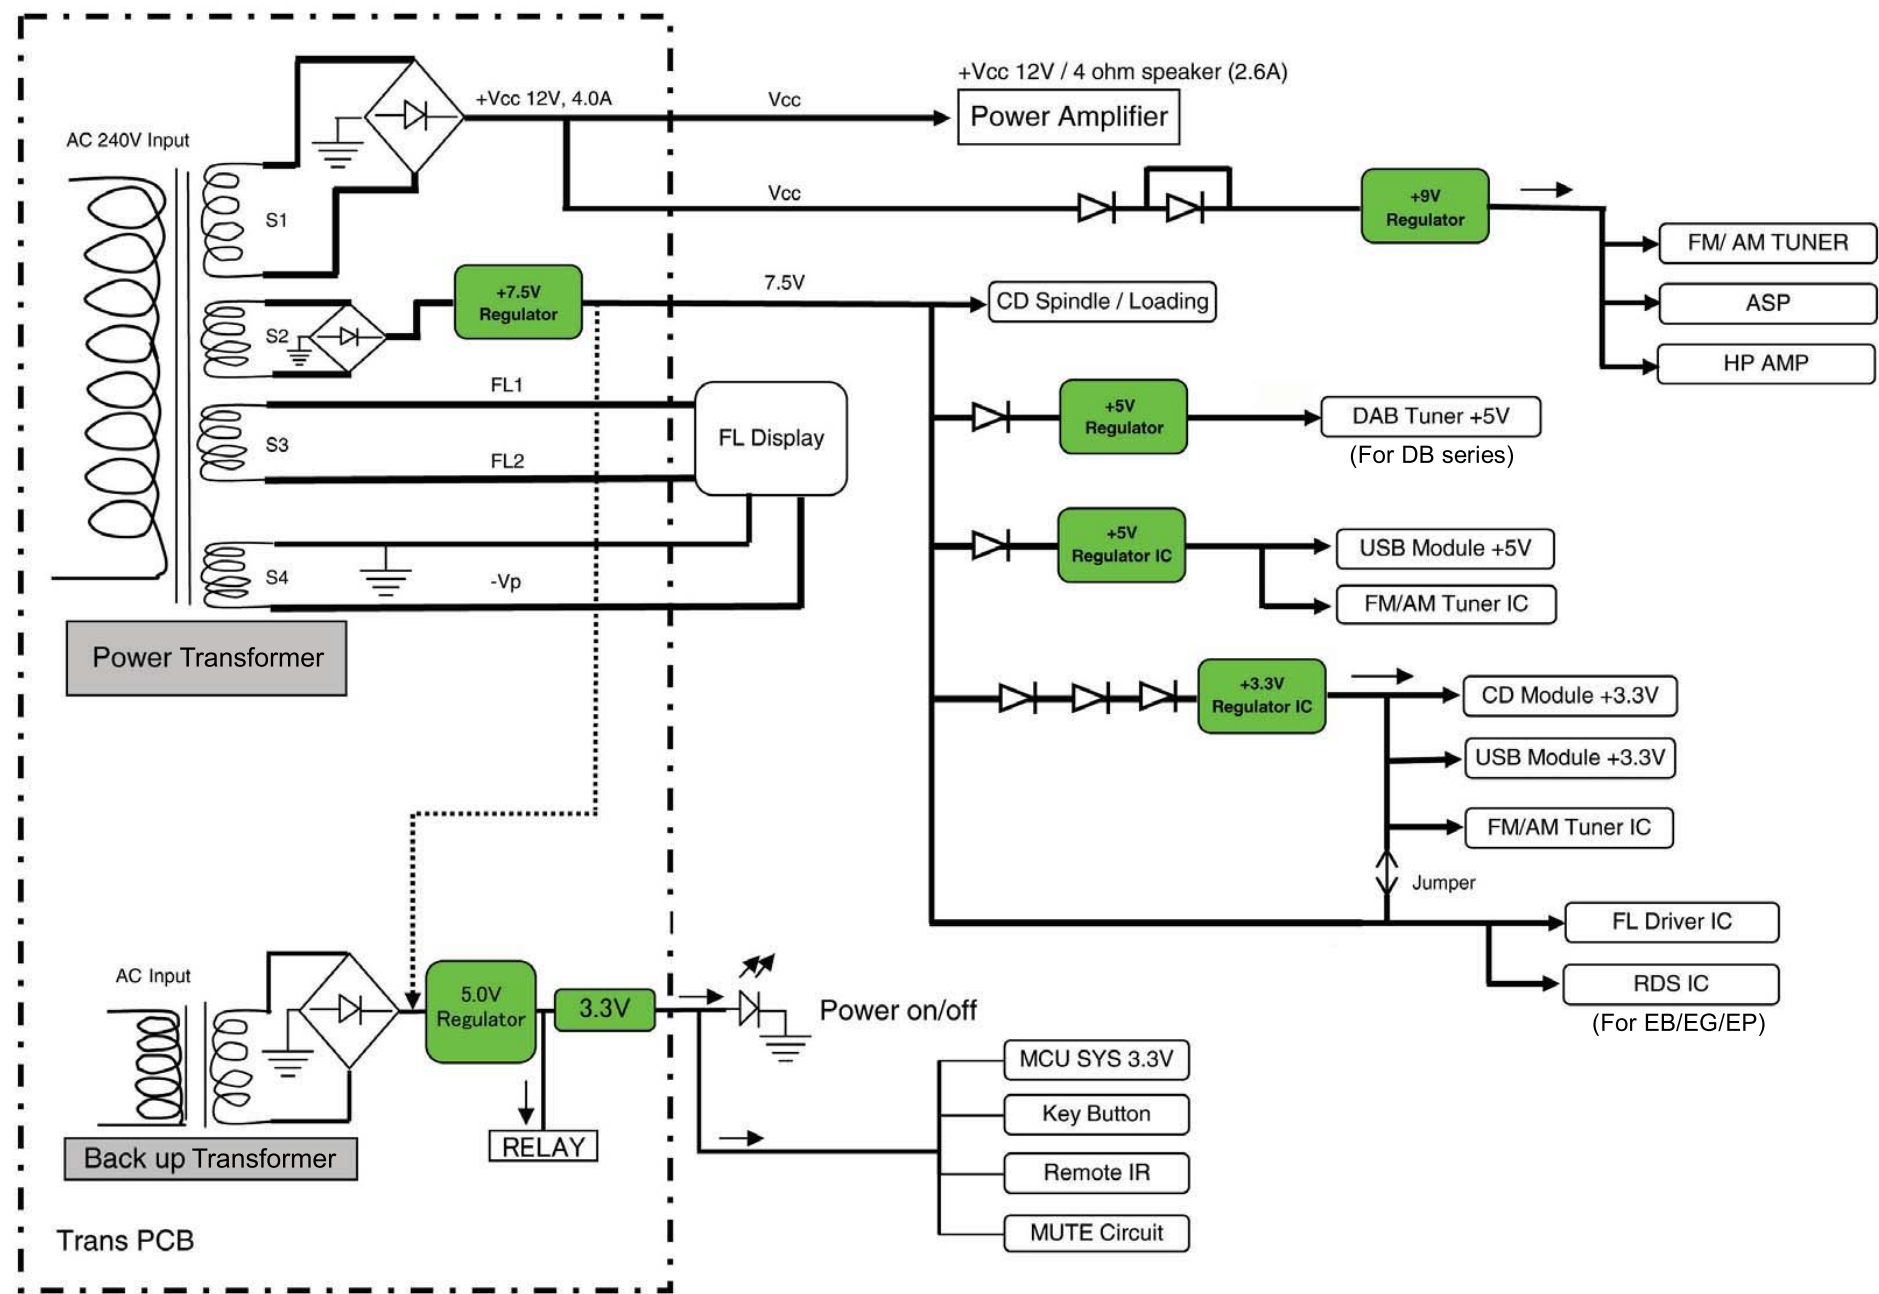 +Vcc 12V / 4 ohm speaker (2.6A)
+Vcc 12V, 4.0A
Vcc
Power Amplifier
AC 240V Input
S1
Vcc
+9V
Regulator
FM/ AM TUNER
ASP
HP AMP
S2
+7.5V
Regulator
7.5V
CD Spindle / Loading
FL1
S3
FL2
FL Display
+5V
Regulator
DAB Tuner +5V
(For DB series)
S4
-Vp
+5V
Regulator IC
USB Module +5V
FM/AM Tuner IC
Power Transformer
+3.3V
Regulator IC
CD Module +3.3V
USB Module +3.3V
FM/AM Tuner IC
Jumper
FL Driver IC
RDS IC
(For EB/EG/EP)
AC Input
5.0V
Regulator
3.3V
Power on/off
RELAY
Back up Transformer
MCU SYS 3.3V
Key Button
Remote IR
MUTE Circuit
Trans PCB